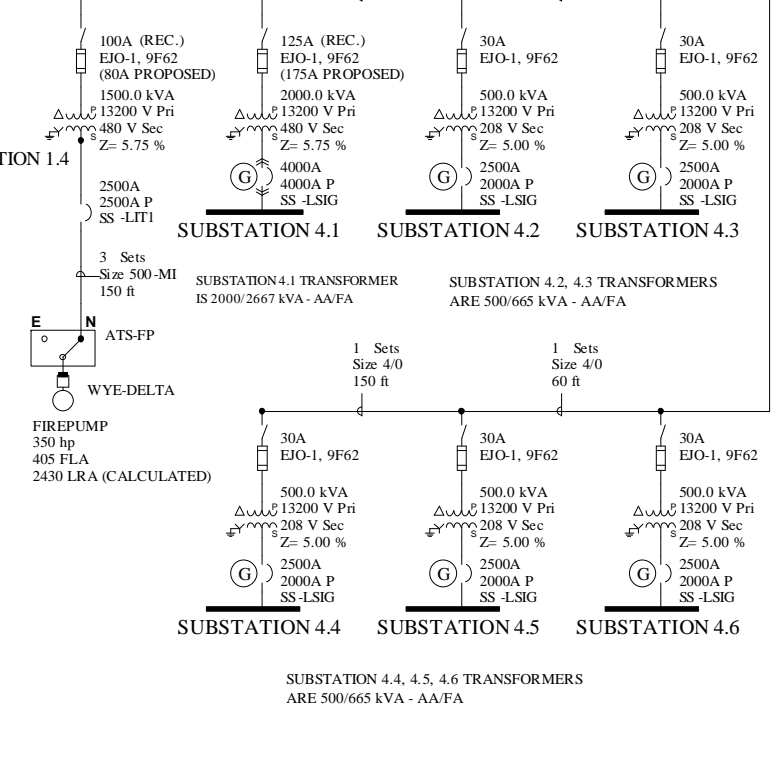 100A (REC.)
EJO-1, 9F62
(80A PROPOSED)
1500.0 kVA
P
13200 V Pri
480 V Sec
S
Z= 5.75 %
TION 1.4
2500A
2500A P
SS -LIT1
3 Sets
Size 500-MI
150 ft
E N
ATS-FP
WYE-DELTA
FIREPUMP
350 hp
405 FLA
2430 LRA (CALCULATED)
125A (REC.)
EJO-1, 9F62
(175A PROPOSED)
2000.0 kVA
P
13200 V Pri
480 V Sec
S
Z= 5.75 %
G
4000A
4000A P
SS -LSIG
SUBSTATION 4.1
30A
EJO-1, 9F62
500.0 kVA
P
13200 V Pri
208 V Sec
S
Z= 5.00 %
G
2500A
2000A P
SS -LSIG
SUBSTATION 4.2
30A
EJO-1, 9F62
500.0 kVA
P
13200 V Pri
208 V Sec
S
Z= 5.00 %
G
2500A
2000A P
SS -LSIG
SUBSTATION 4.3
SUBSTATION 4.1 TRANSFORMER
IS 2000/2667 kVA - AA/FA
SUBSTATION 4.2, 4.3 TRANSFORMERS
ARE 500/665 kVA - AA/FA
1 Sets
Size 4/0
150 ft
1 Sets
Size 4/0
60 ft
30A
EJO-1, 9F62
500.0 kVA
P
13200 V Pri
208 V Sec
S
Z= 5.00 %
G
2500A
2000A P
SS -LSIG
SUBSTATION 4.4
30A
EJO-1, 9F62
500.0 kVA
P
13200 V Pri
208 V Sec
S
Z= 5.00 %
G
2500A
2000A P
SS -LSIG
SUBSTATION 4.5
30A
EJO-1, 9F62
500.0 kVA
P
13200 V Pri
208 V Sec
S
Z= 5.00 %
G
2500A
2000A P
SS -LSIG
SUBSTATION 4.6
SUBSTATION 4.4, 4.5, 4.6 TRANSFORMERS
ARE 500/665 kVA - AA/FA